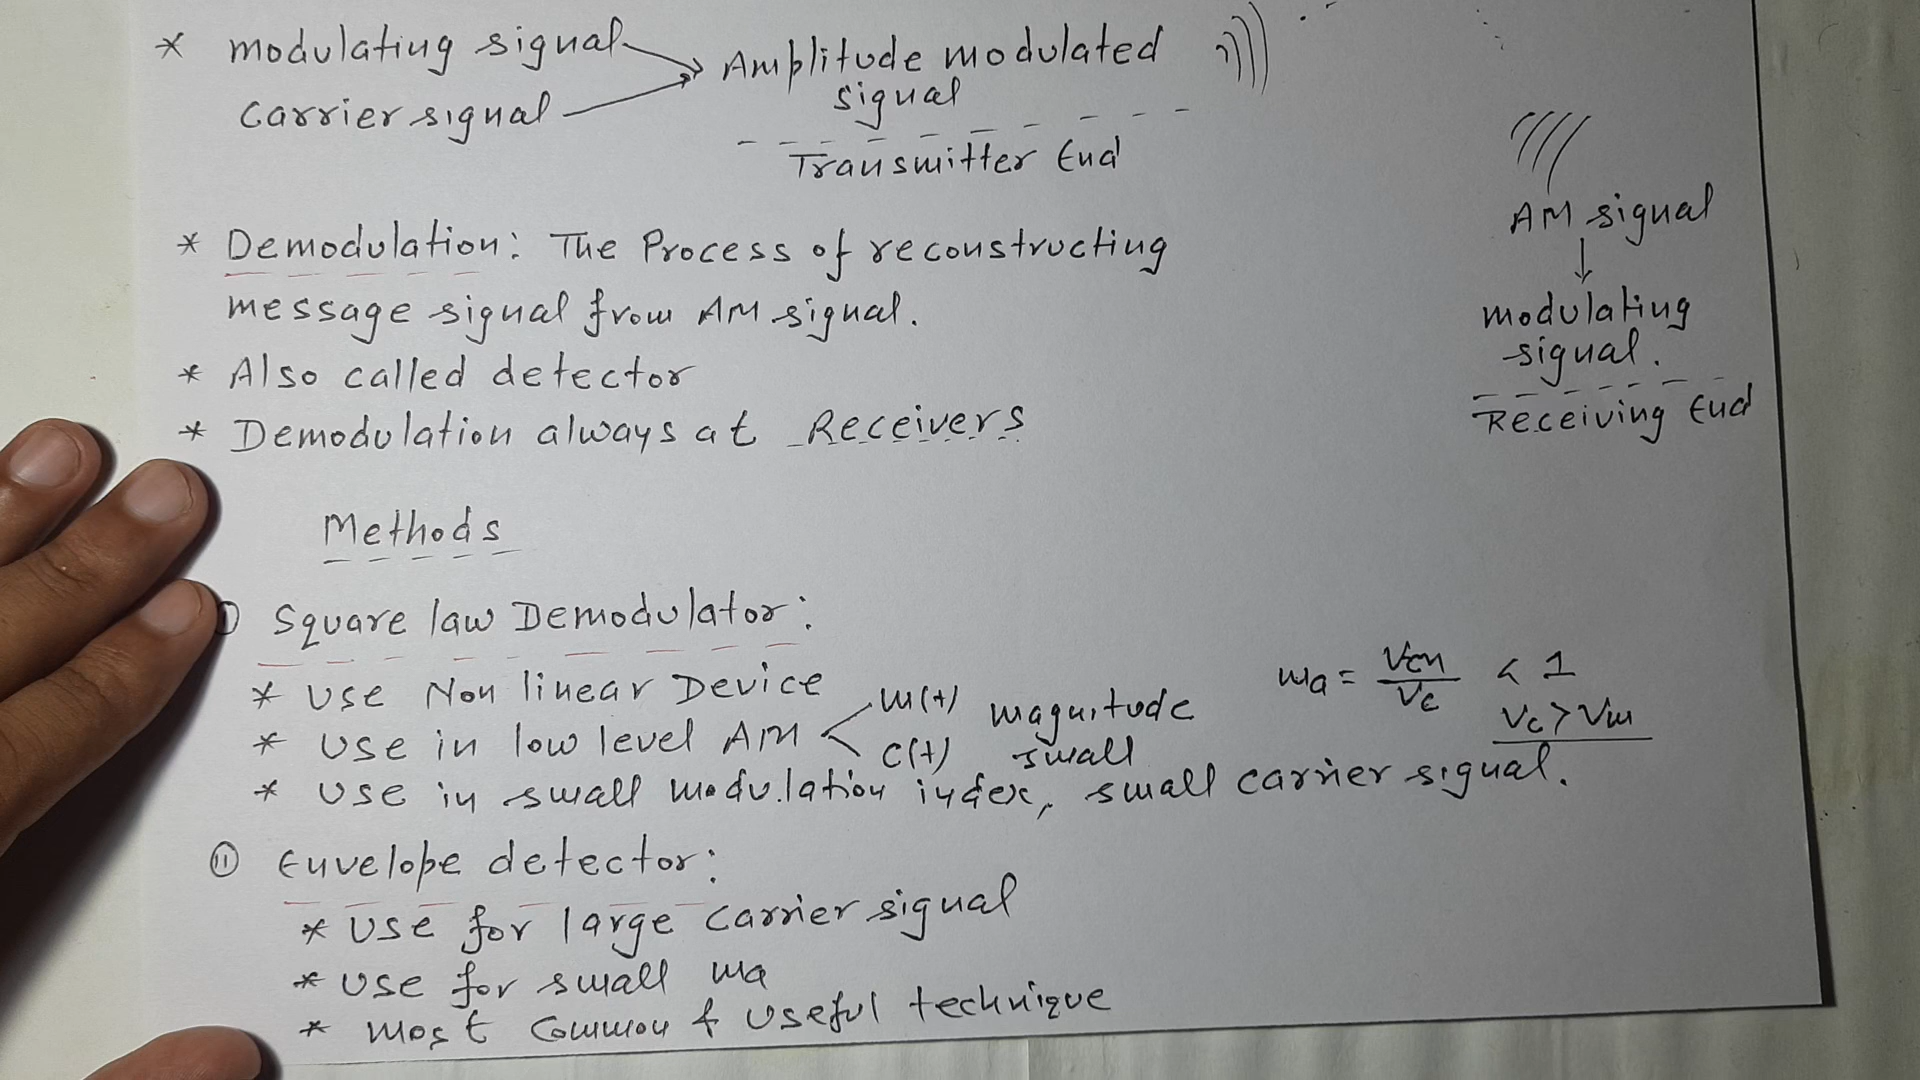 * modulating signal
carrier signal
Amplitude modulated
signal
Transmitter End
AM signal
↓
modulating
signal.
Receiving End
* Demodulation: The Process of reconstructing
message signal from AM signal.
* Also called detector
* Demodulation always at Receivers
Methods
Square law Demodulator:
* Use Non linear Device
* Use in low level AM < m(t) c(t) magnitude small
ma = Vm/Vc < 1
Vc > Vm
* Use in small modulation index, small carrier signal.
(ii) Envelope detector:
* Use for large carrier signal
* Use for small ma
* Most common & useful technique